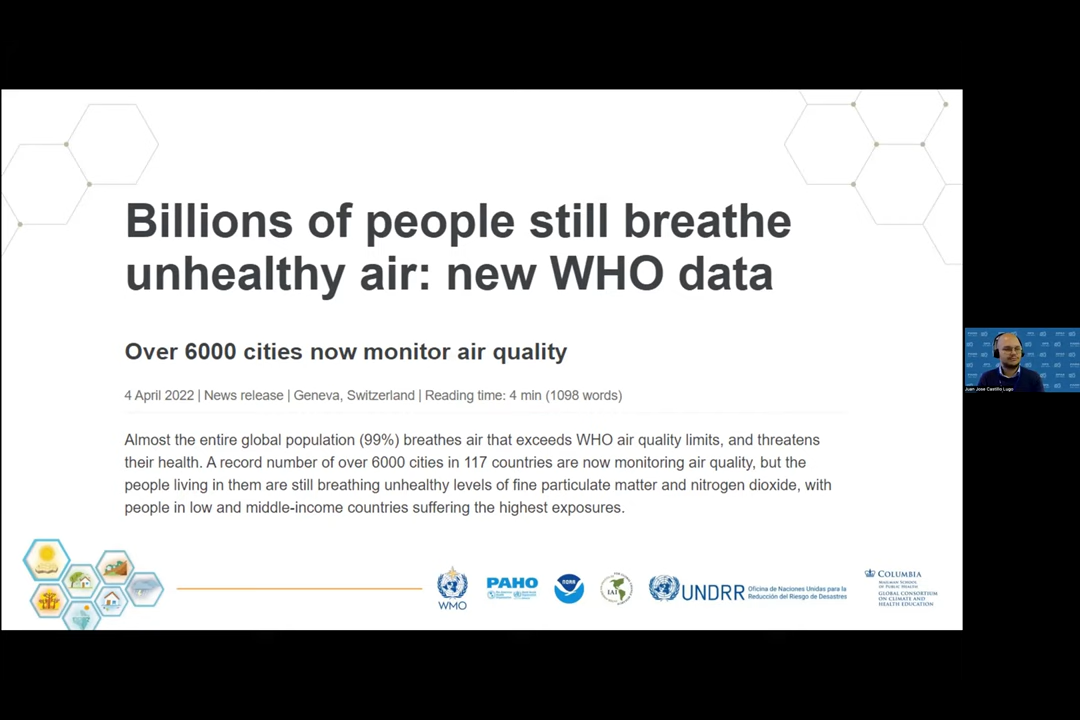 Billions of people still breathe
unhealthy air: new WHO data
Over 6000 cities now monitor air quality
4 April 2022 | News release | Geneva, Switzerland | Reading time: 4 min (1098 words)
Almost the entire global population (99%) breathes air that exceeds WHO air quality limits, and threatens
their health. A record number of over 6000 cities in 117 countries are now monitoring air quality, but the
people living in them are still breathing unhealthy levels of fine particulate matter and nitrogen dioxide, with
people in low and middle-income countries suffering the highest exposures.
WMO
PAHO
NOAA
IAI
UNDRR
Oficina de Naciones Unidas para la
Reducción del Riesgo de Desastres
COLUMBIA
MAILMAN SCHOOL
OF PUBLIC HEALTH
GLOBAL CONSORTIUM
ON CLIMATE AND
HEALTH EDUCATION
Juan Jose Castillo Lugo